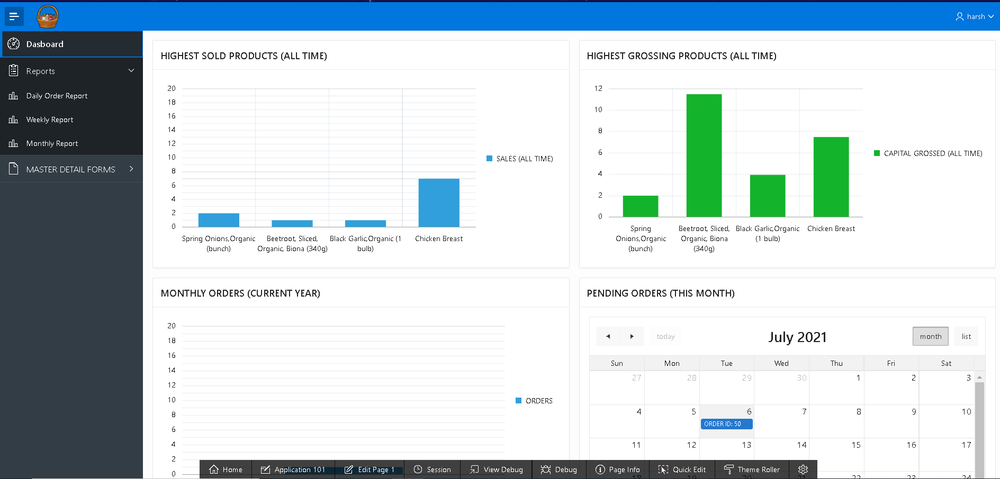 harsh
Dasboard
Reports
Daily Order Report
Weekly Report
Monthly Report
MASTER DETAIL FORMS
HIGHEST SOLD PRODUCTS (ALL TIME)
20
18
16
14
12
10
8
6
4
2
0
Spring Onions,Organic
(bunch)
Beetroot, Sliced,
Organic, Biona (340g)
Black Garlic,Organic (1
bulb)
Chicken Breast
SALES (ALL TIME)
HIGHEST GROSSING PRODUCTS (ALL TIME)
12
10
8
6
4
2
0
Spring
Onions,Organic
(bunch)
Beetroot, Sliced,
Organic, Biona
(340g)
Black Garlic,Organic
(1 bulb)
Chicken Breast
CAPITAL GROSSED (ALL TIME)
MONTHLY ORDERS (CURRENT YEAR)
20
18
16
14
12
10
8
6
4
2
0
ORDERS
PENDING ORDERS (THIS MONTH)
today
July 2021
month list
Sun Mon Tue Wed Thu Fri Sat
27 28 29 30 1 2 3
4 5 6 7 8 9 10
ORDER ID: 50
11 12 13 14 15 16 17
Home Application 101 Edit Page 1 Session View Debug Debug Page Info Quick Edit Theme Roller